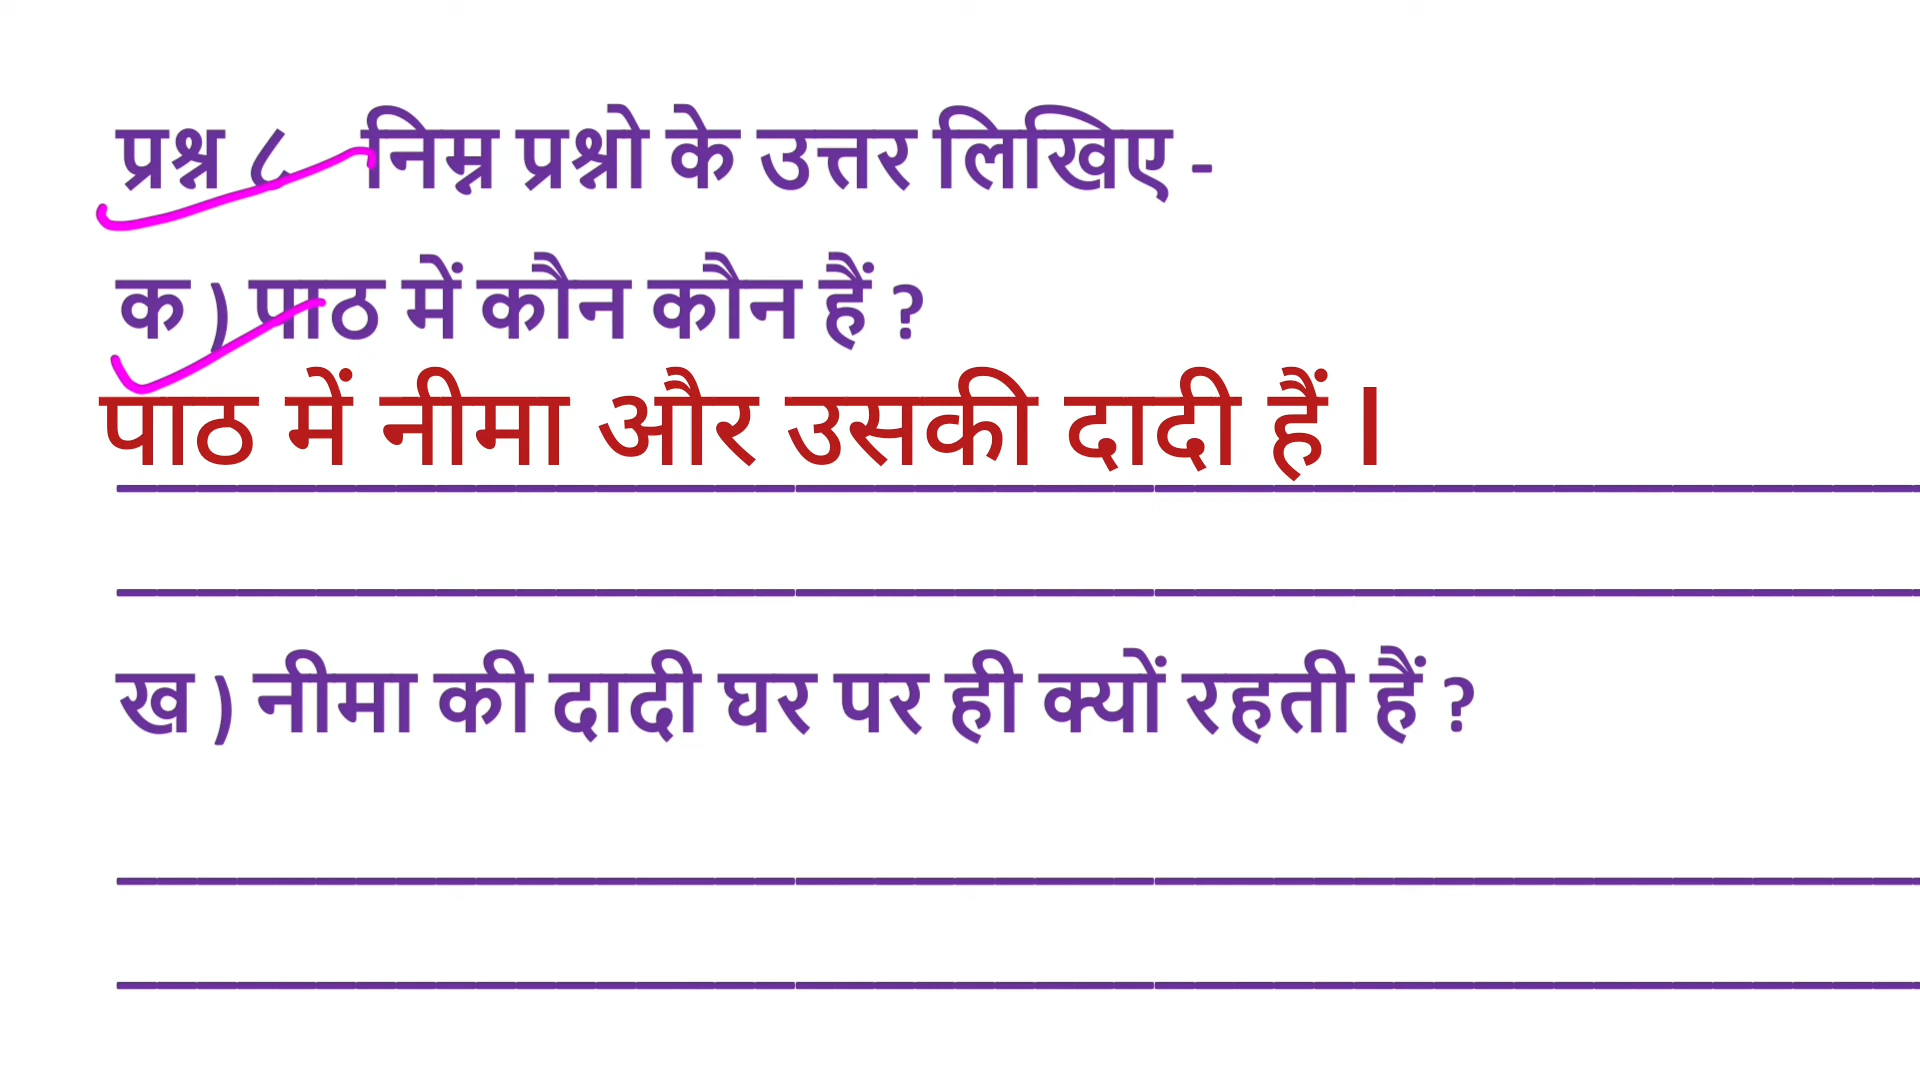 प्रश्न ८ निम्न प्रश्नो के उत्तर लिखिए -
क ) पाठ में कौन कौन हैं ?
पाठ में नीमा और उसकी दादी हैं l
ख ) नीमा की दादी घर पर ही क्यों रहती हैं ?